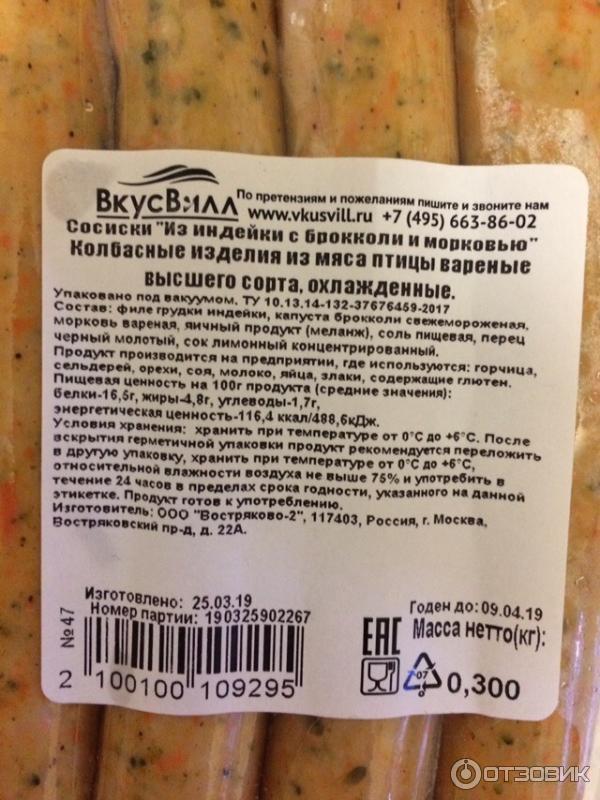 ВкусВилл
По претензиям и пожеланиям пишите и звоните нам
www.vkusvill.ru +7 (495) 663-86-02
Сосиски "Из индейки с брокколи и морковью"
Колбасные изделия из мяса птицы вареные
высшего сорта, охлажденные.
Упаковано под вакуумом. ТУ 10.13.14-132-37676459-2017
Состав: филе грудки индейки, капуста брокколи свежемороженая,
морковь вареная, яичный продукт (меланж), соль пищевая, перец
черный молотый, сок лимонный концентрированный.
Продукт производится на предприятии, где используются: горчица,
сельдерей, орехи, соя, молоко, яйца, злаки, содержащие глютен.
Пищевая ценность на 100г продукта (средние значения):
белки-16,5г, жиры-4,8г, углеводы-1,7г,
энергетическая ценность-116,4 ккал/488,6кДж.
Условия хранения: хранить при температуре от 0°С до +6°С. После
вскрытия герметичной упаковки продукт рекомендуется переложить
в другую упаковку, хранить при температуре от 0°С до +6°С,
относительной влажности воздуха не выше 75% и употребить в
течение 24 часов в пределах срока годности, указанного на данной
этикетке. Продукт готов к употреблению.
Изготовитель: ООО "Востряково-2", 117403, Россия, г. Москва,
Востряковский пр-д, д. 22А.
Изготовлено: 25.03.19
Годен до: 09.04.19
Номер партии: 190325902267
№47
EAC
Масса нетто(кг):
07
0,300
2 100100 109295
ОТЗОВИК